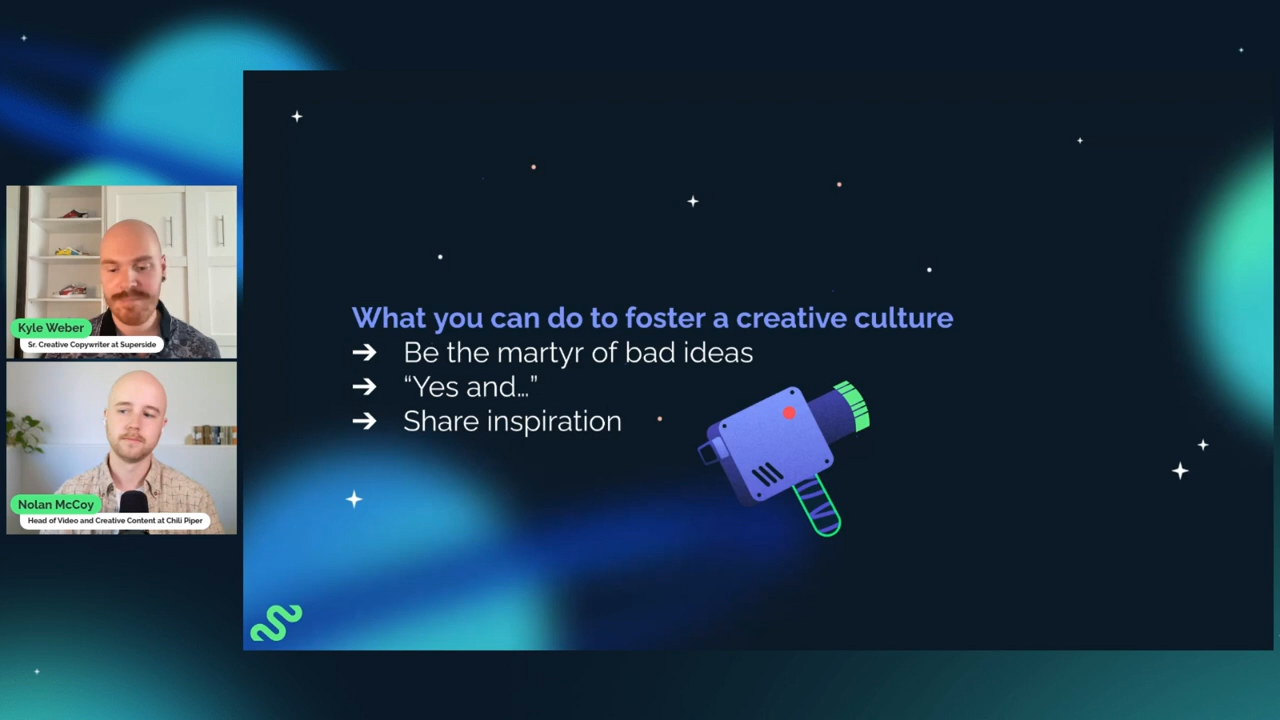 Kyle Weber
Sr. Creative Copywriter at Superside
Nolan McCoy
Head of Video and Creative Content at Chili Piper
What you can do to foster a creative culture
➔ Be the martyr of bad ideas
➔ “Yes and...”
➔ Share inspiration